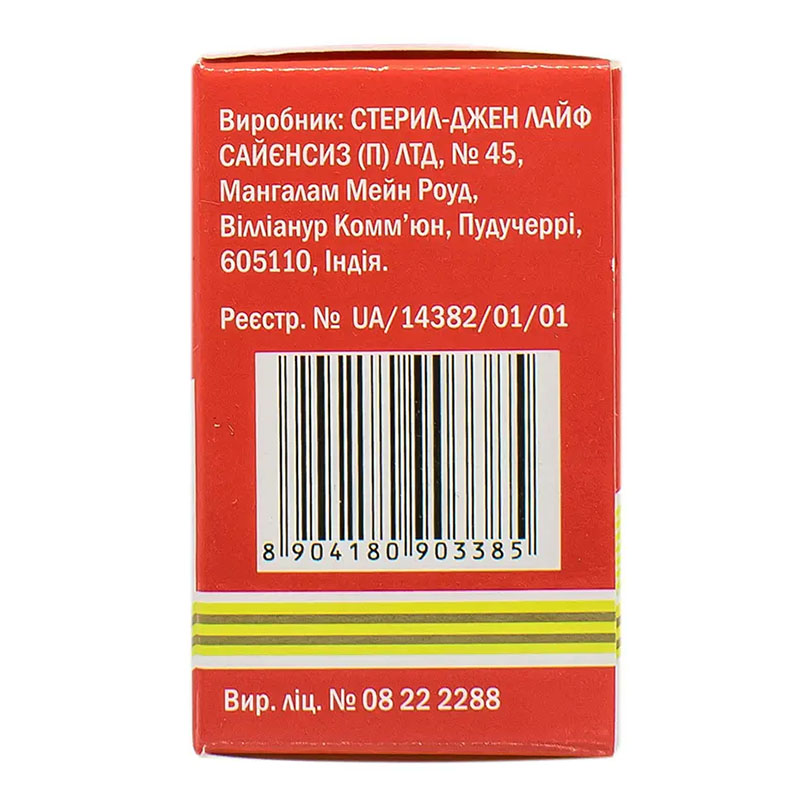 Виробник: СТЕРИЛ-ДЖЕН ЛАЙФ
САЙЄНСИЗ (П) ЛТД, № 45,
Мангалам Мейн Роуд,
Вілліанур Комм’юн, Пудучеррі,
605110, Індія.
Реєстр. № UA/14382/01/01
8 904180 903385
Вир. ліц. № 08 22 2288